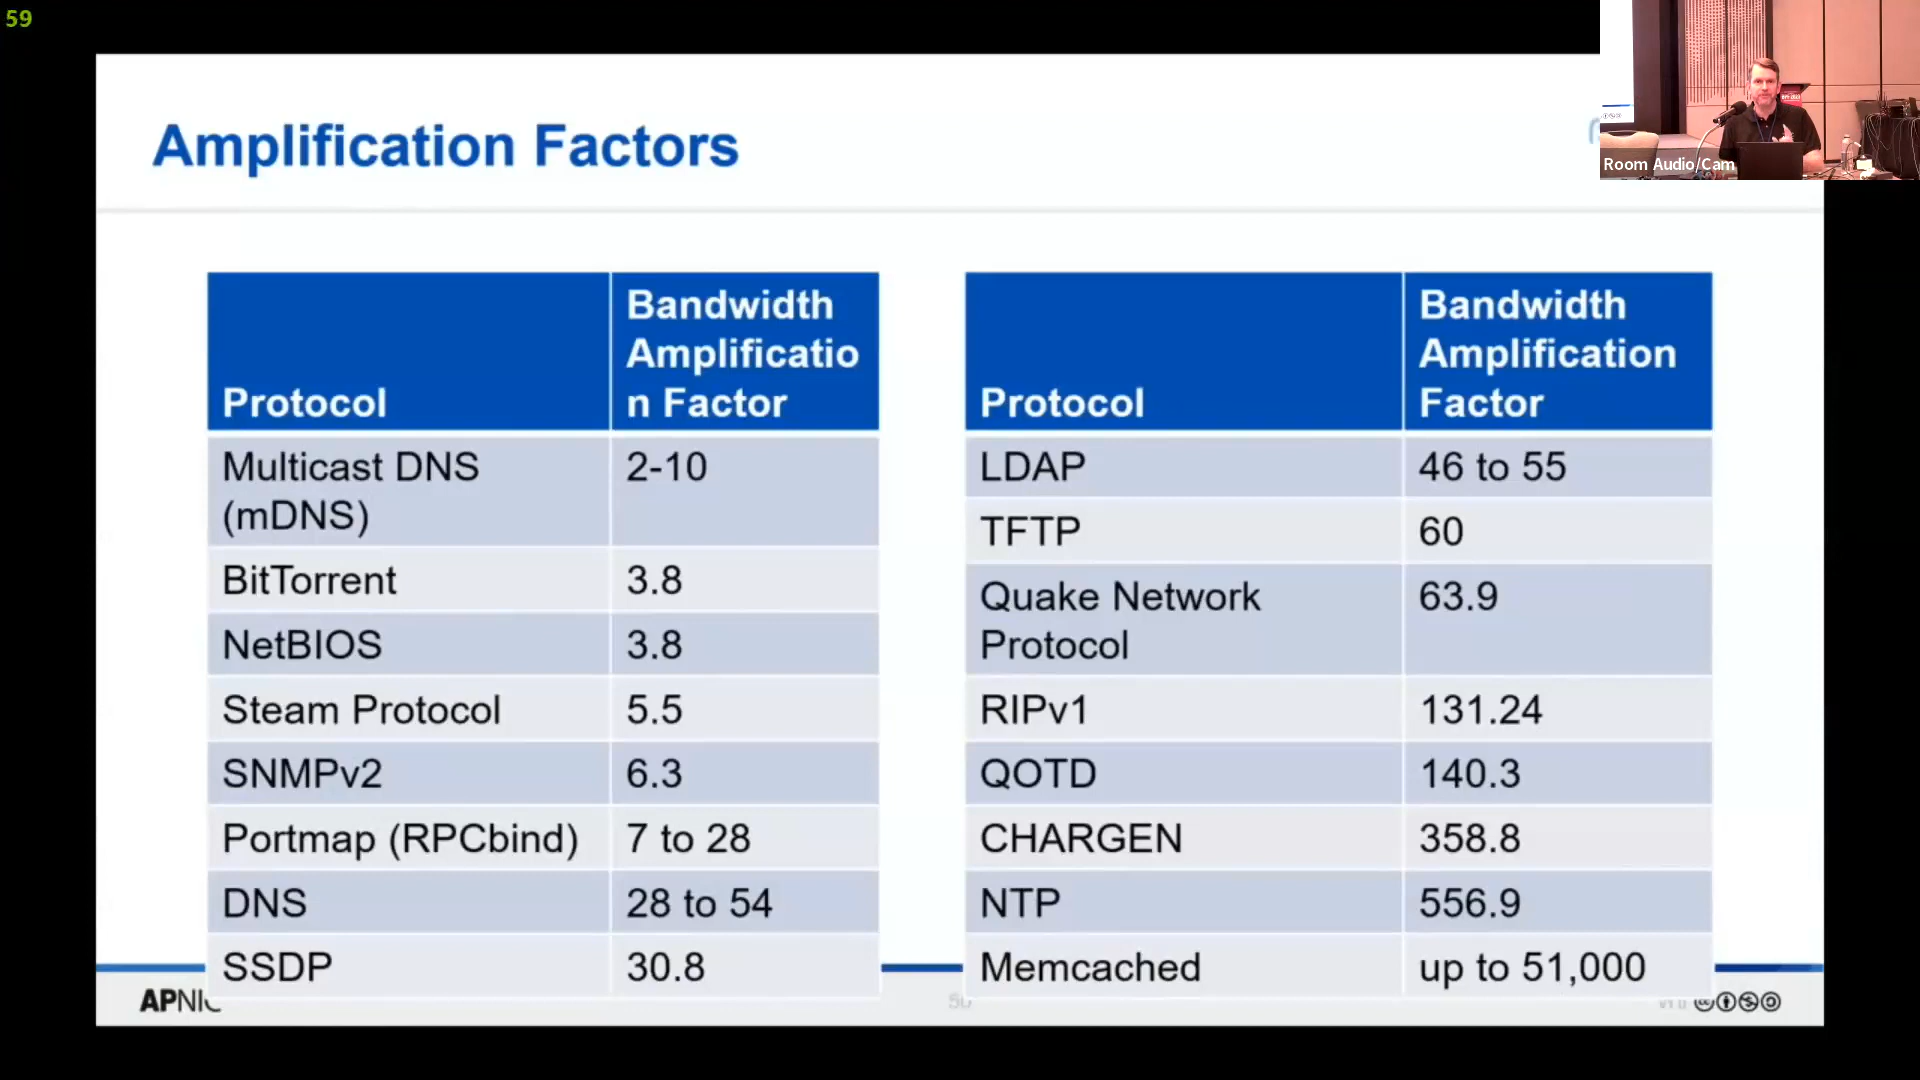 59
Amplification Factors
Room Audio/Cam
Protocol
Bandwidth
Amplificatio
n Factor
Multicast DNS
(mDNS)
2-10
BitTorrent
3.8
NetBIOS
3.8
Steam Protocol
5.5
SNMPv2
6.3
Portmap (RPCbind)
7 to 28
DNS
28 to 54
SSDP
30.8
Protocol
Bandwidth
Amplification
Factor
LDAP
46 to 55
TFTP
60
Quake Network
Protocol
63.9
RIPv1
131.24
QOTD
140.3
CHARGEN
358.8
NTP
556.9
Memcached
up to 51,000
APNIC